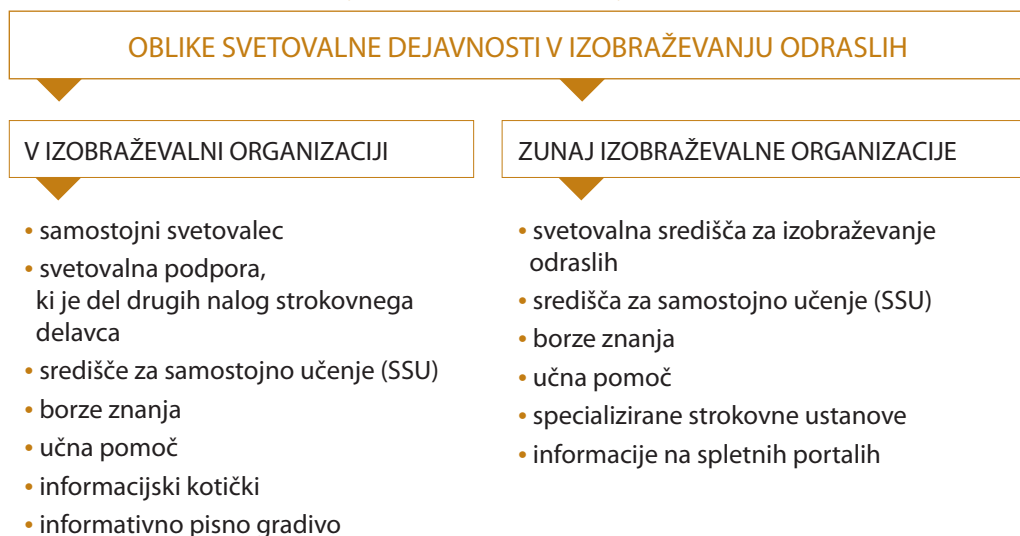 OBLIKE SVETOVALNE DEJAVNOSTI V IZOBRAŽEVANJU ODRASLIH
V IZOBRAŽEVALNI ORGANIZACIJI
• samostojni svetovalec
• svetovalna podpora,
ki je del drugih nalog strokovnega
delavca
• središče za samostojno učenje (SSU)
• borze znanja
• učna pomoč
• informacijski kotički
• informativno pisno gradivo
ZUNAJ IZOBRAŽEVALNE ORGANIZACIJE
• svetovalna središča za izobraževanje
odraslih
• središča za samostojno učenje (SSU)
• borze znanja
• učna pomoč
• specializirane strokovne ustanove
• informacije na spletnih portalih